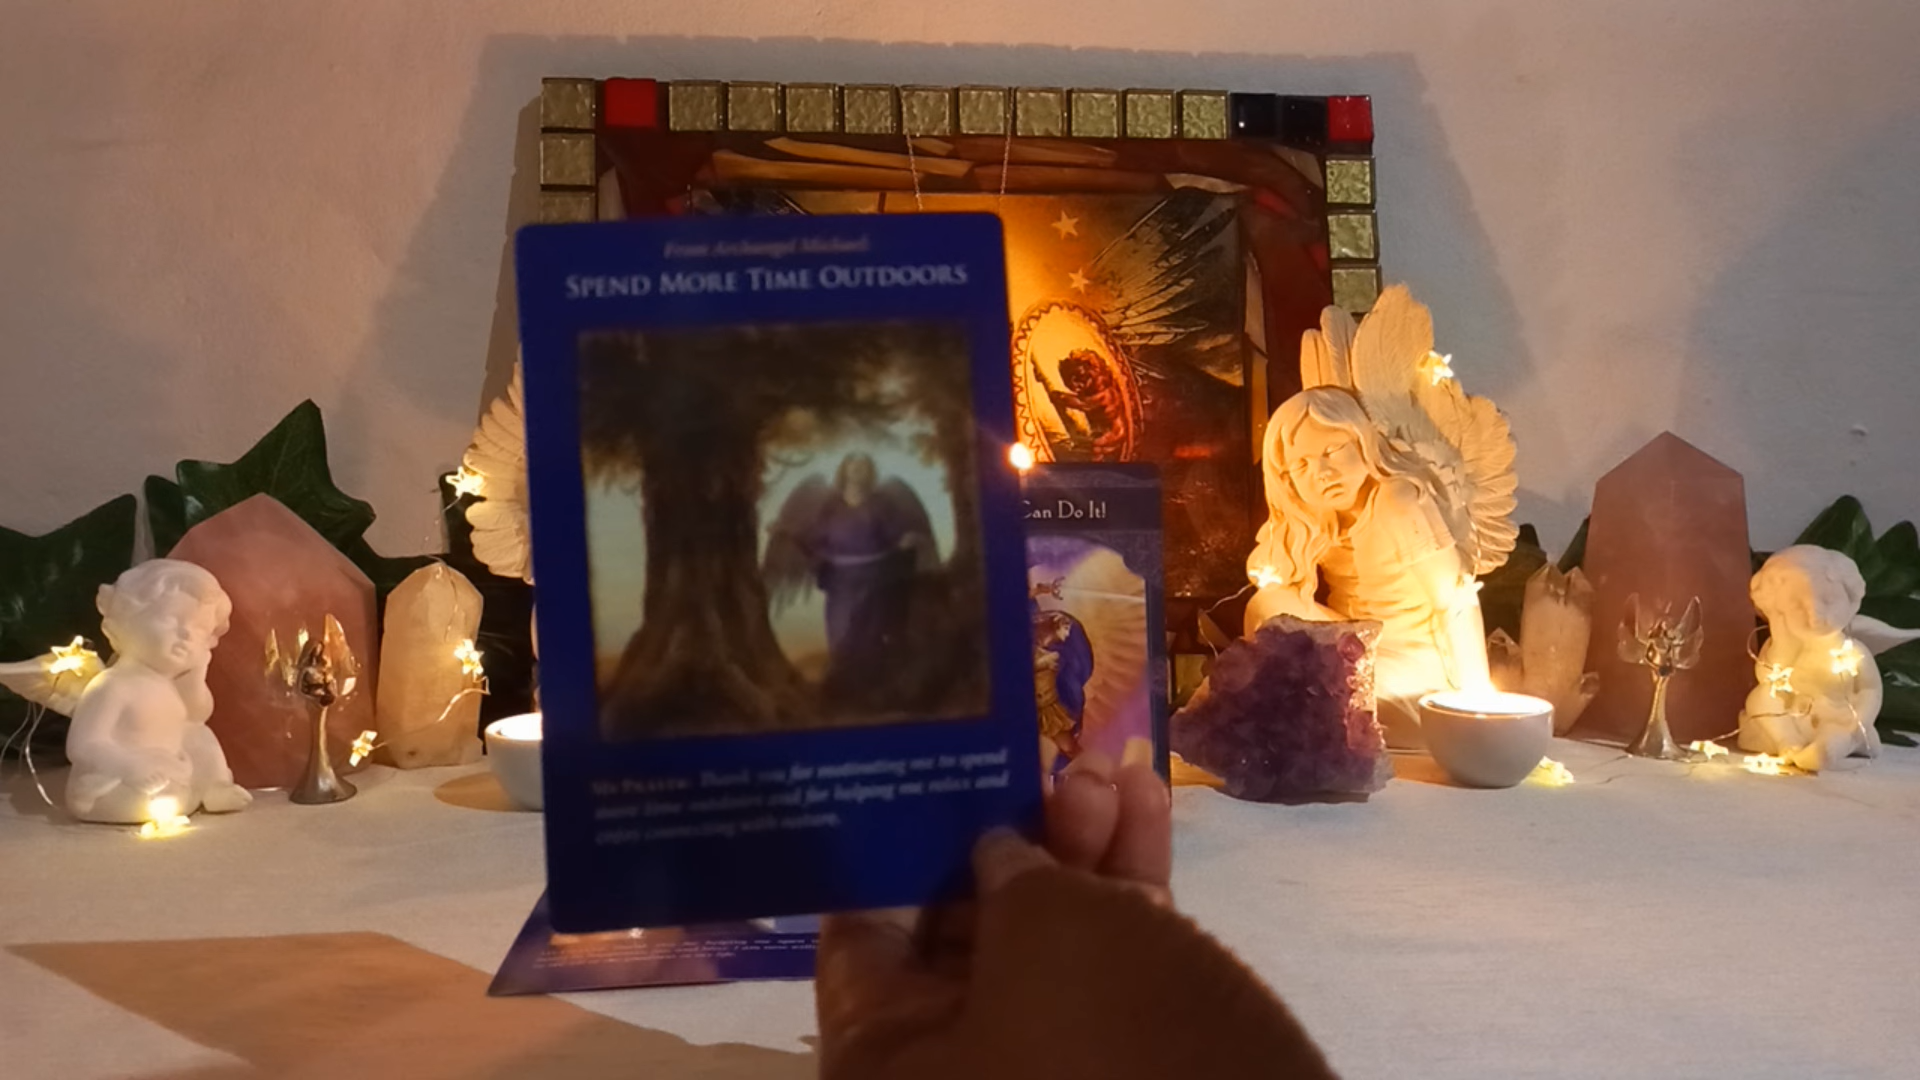 From Archangel Michael:
SPEND MORE TIME OUTDOORS
Can Do It!
MY PRAYER: Thank you for motivating me to spend
more time outdoors and for helping me relax and
enjoy connecting with nature.